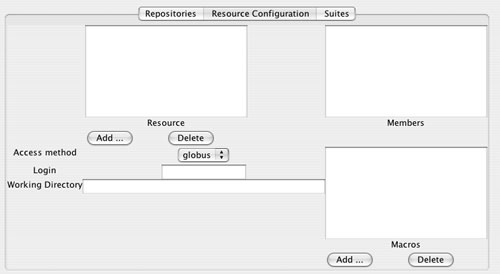 Repositories Resource Configuration Suites
Resource Members
Add ... Delete
Access method globus
Login
Working Directory
Macros
Add ... Delete